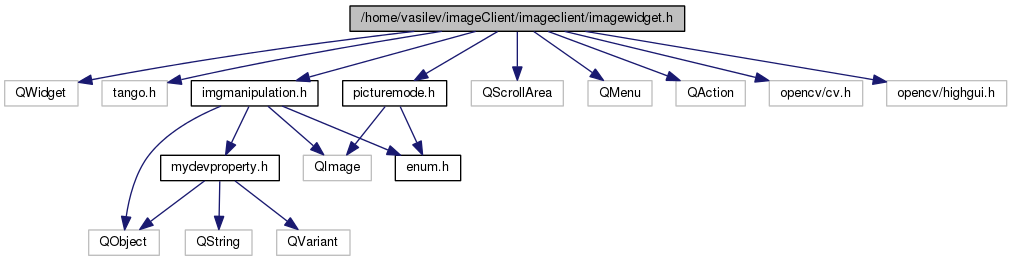 /home/vasilev/imageClient/imageclient/imagewidget.h
QWidget
tango.h
imgmanipulation.h
picturemode.h
QScrollArea
QMenu
QAction
opencv/cv.h
opencv/highgui.h
mydevproperty.h
QImage
enum.h
QObject
QString
QVariant